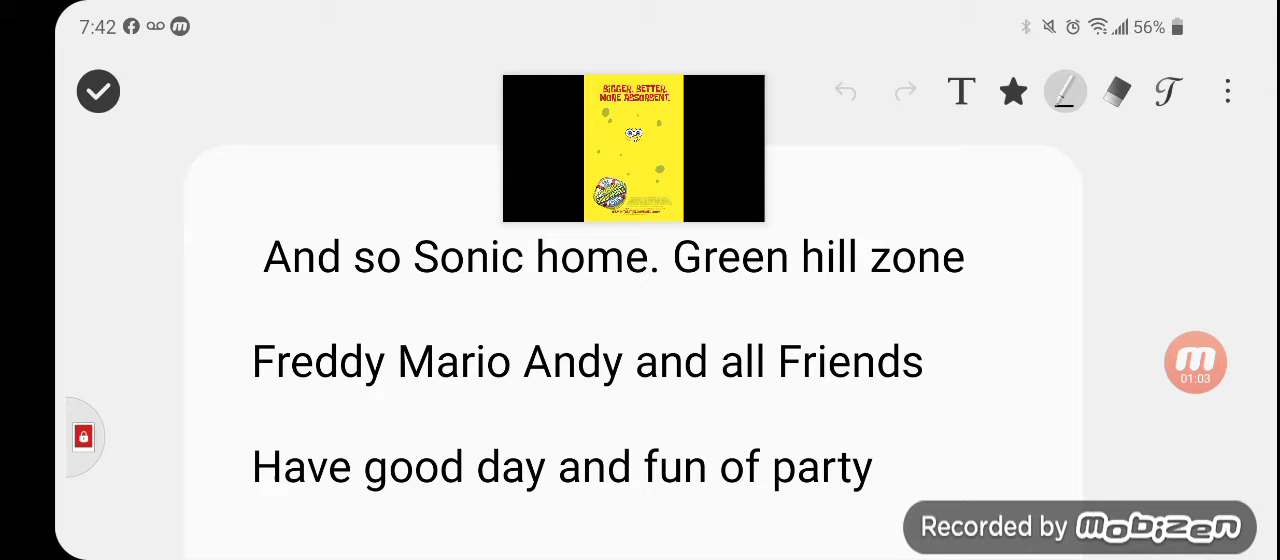 7:42
56%
BIGGER. BETTER.
MORE ABSORBENT.
And so Sonic home. Green hill zone
Freddy Mario Andy and all Friends
01:03
Have good day and fun of party
Recorded by mobizen